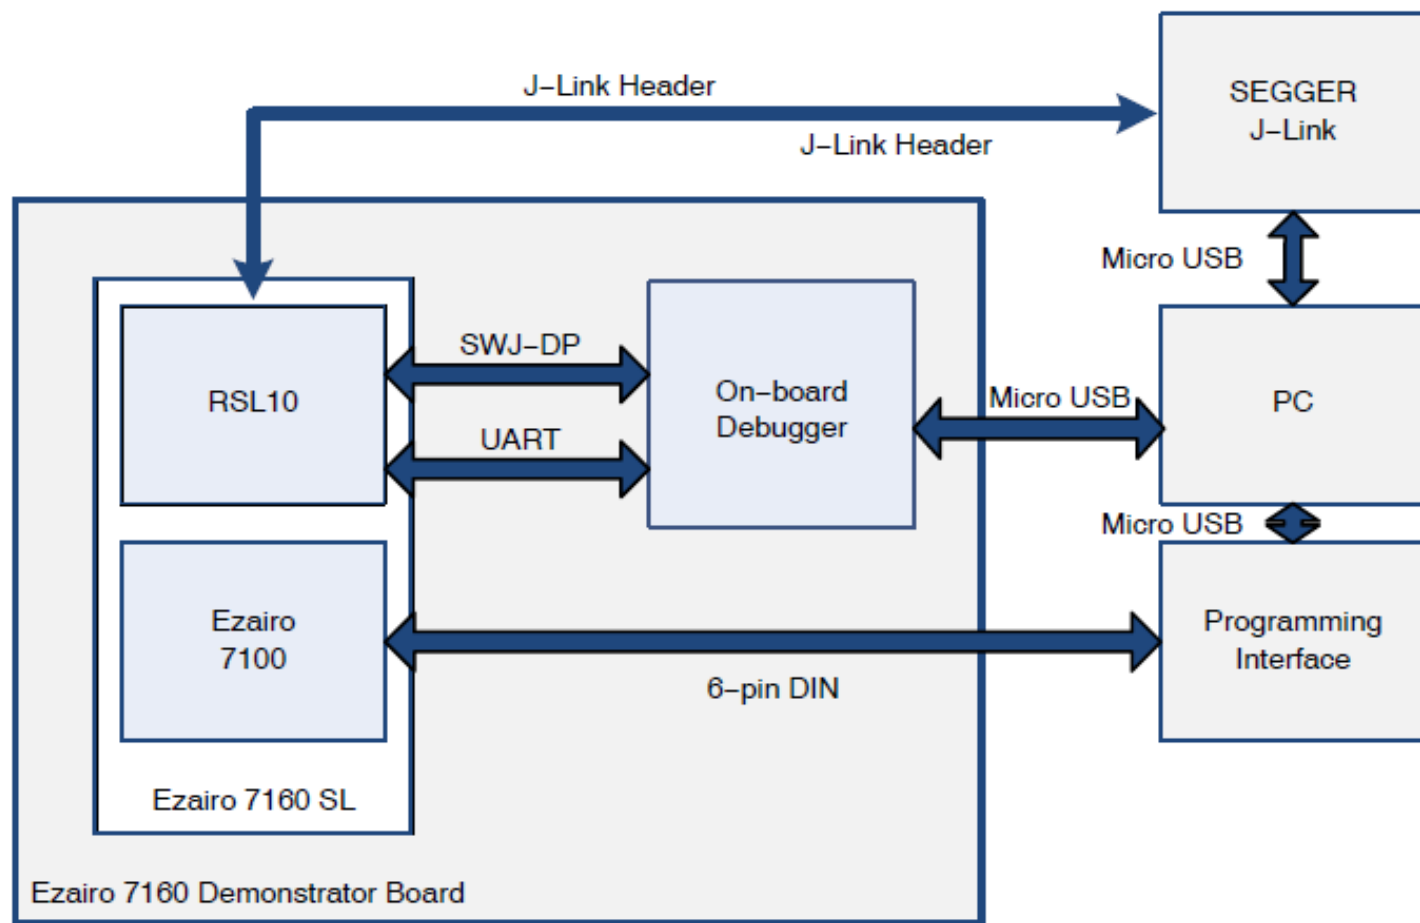 J−Link Header
SEGGER
J−Link
J−Link Header
Micro USB
SWJ−DP
RSL10
On−board
Debugger
Micro USB
PC
UART
Micro USB
Ezairo
7100
Programming
Interface
6−pin DIN
Ezairo 7160 SL
Ezairo 7160 Demonstrator Board